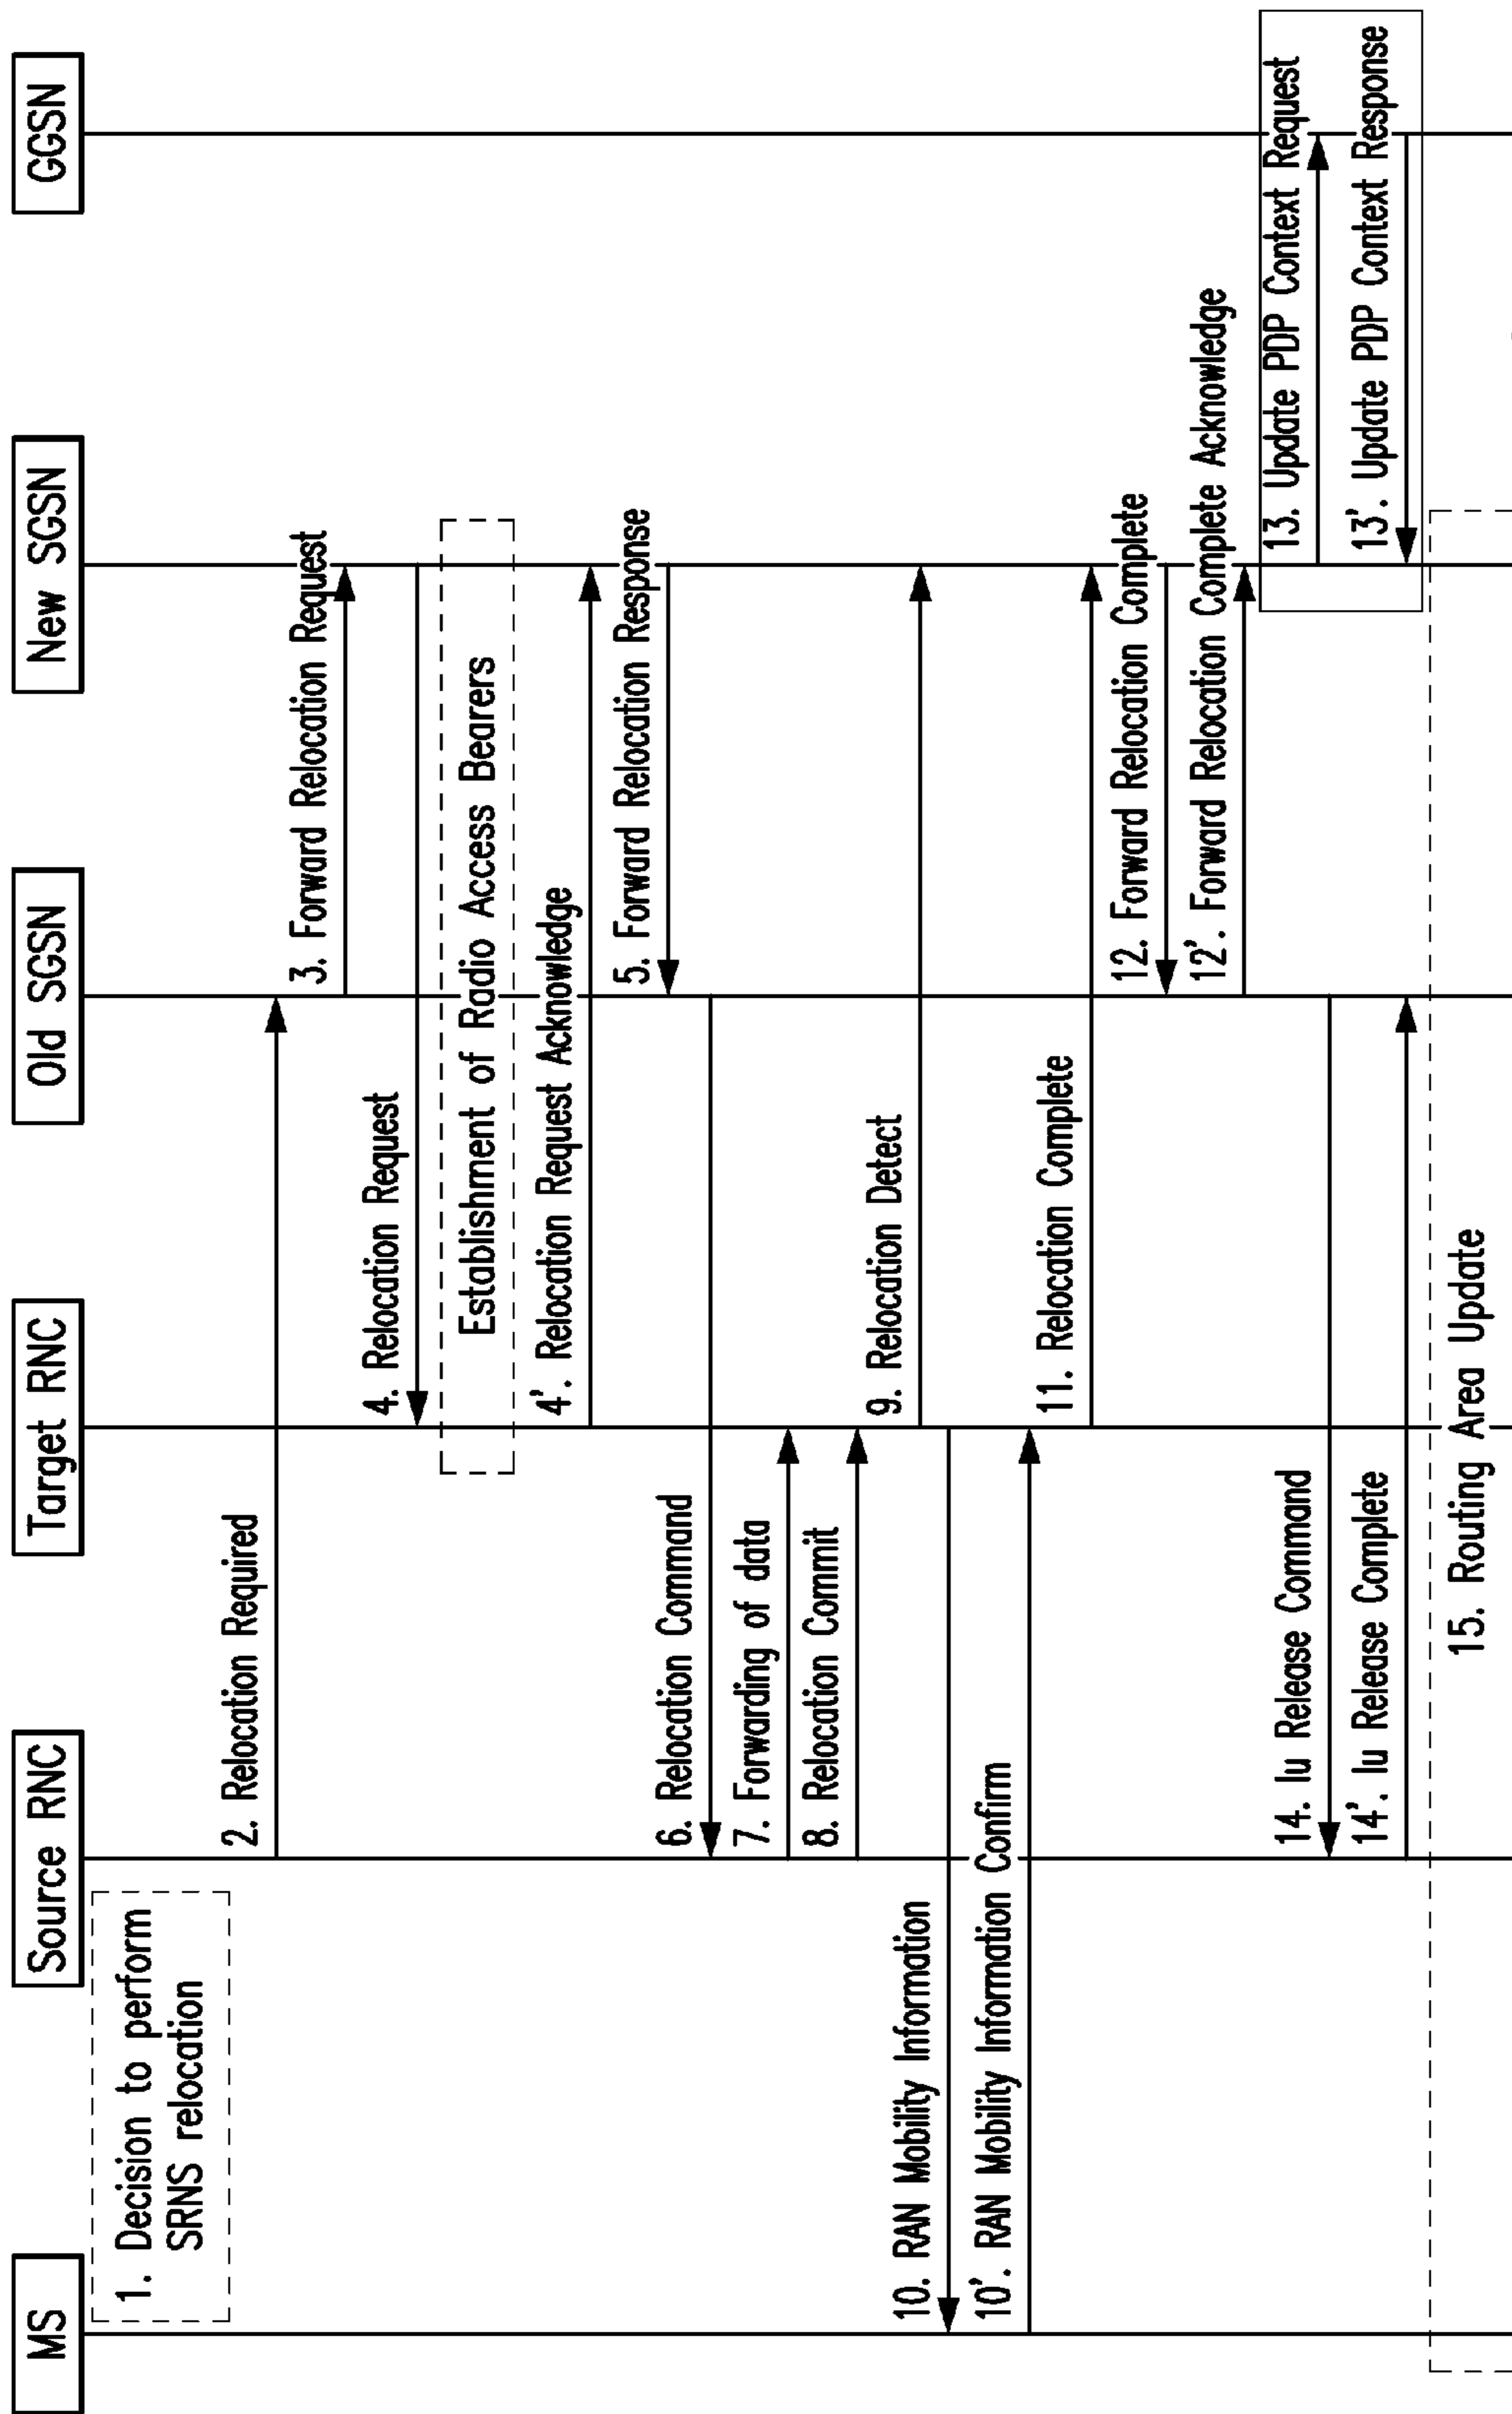 MS
Source RNC
Target RNC
Old SGSN
New SGSN
GGSN
1. Decision to perform
SRNS relocation
2. Relocation Required
3. Forward Relocation Request
4. Relocation Request
Establishment of Radio Access Bearers
4'. Relocation Request Acknowledge
5. Forward Relocation Response
6. Relocation Command
7. Forwarding of data
8. Relocation Commit
9. Relocation Detect
10. RAN Mobility Information
10'. RAN Mobility Information Confirm
11. Relocation Complete
12. Forward Relocation Complete
12'. Forward Relocation Complete Acknowledge
13. Update PDP Context Request
14. Iu Release Command
13'. Update PDP Context Response
14'. Iu Release Complete
15. Routing Area Update